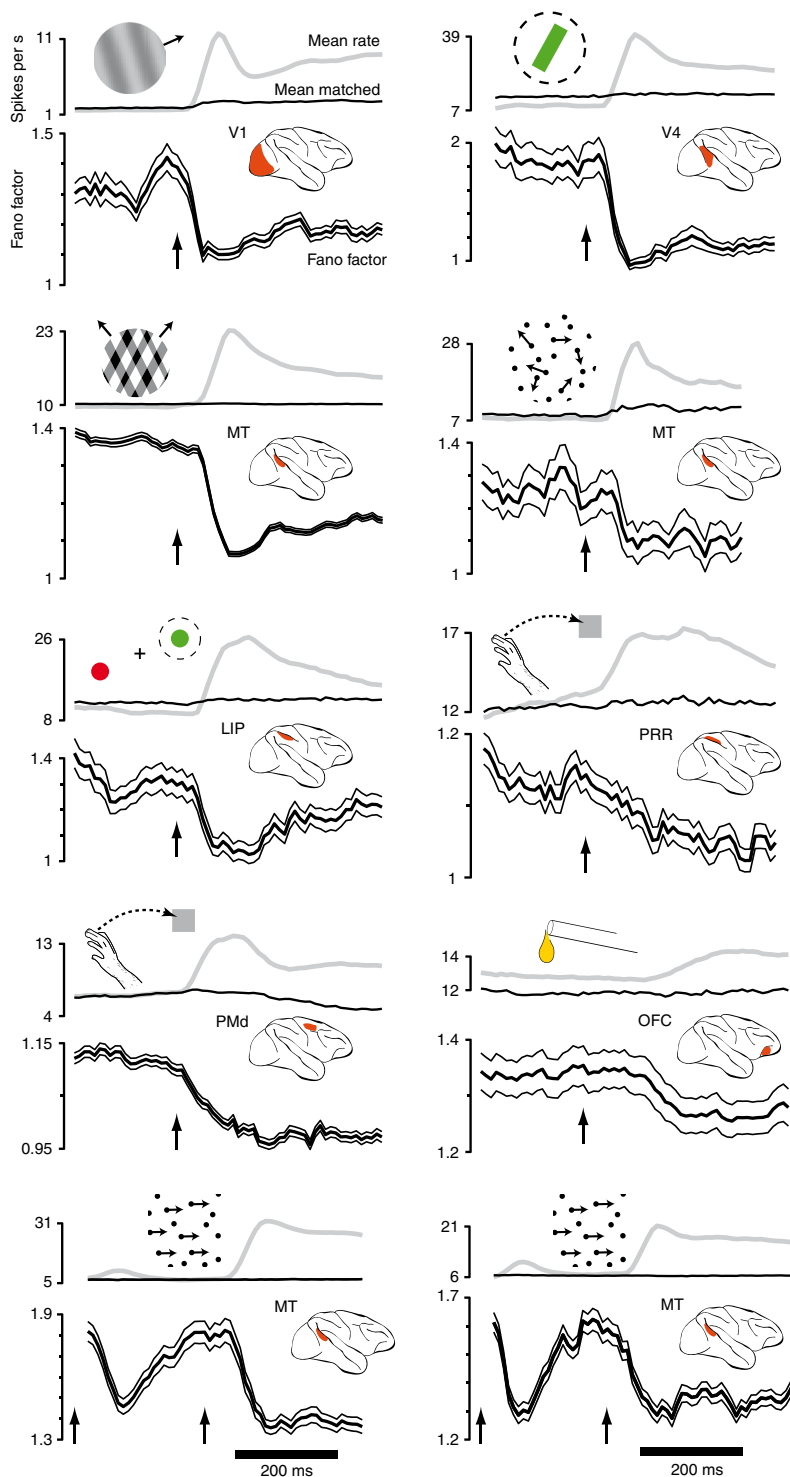 Spikes per s
11
1
Mean rate
Mean matched
39
7
Fano factor
1.5
1
V1
Fano factor
2
1
V4
23
10
28
7
1.4
1
MT
1.4
1
MT
26
8
+
17
12
1.4
1
LIP
1.2
1
PRR
13
4
14
12
1.15
0.95
PMd
1.4
1.2
OFC
31
5
21
6
1.9
1.3
MT
1.7
1.2
MT
200 ms
200 ms